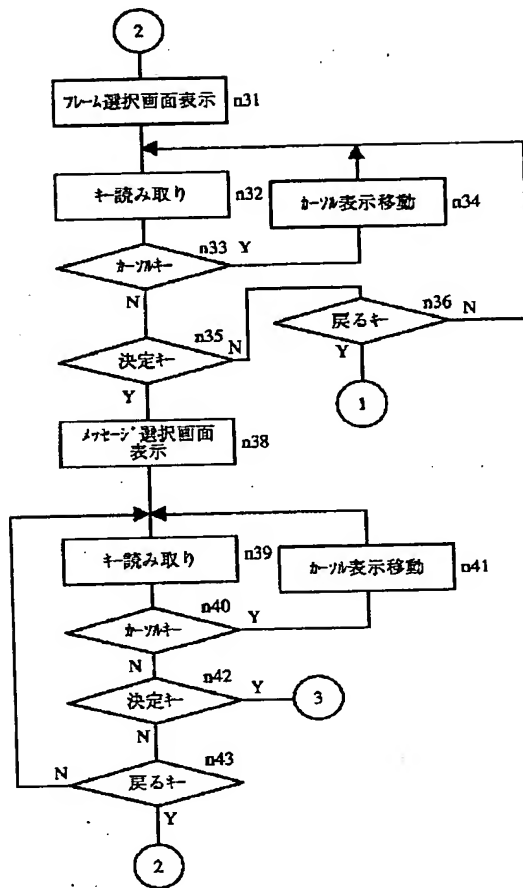 2
フレーム選択画面表示 n31
キー読み取り n32
カーソル表示移動 n34
n33 Y
カーソルキー
N
n35 N
決定キー
Y
n36 N
戻るキー
Y
1
メッセージ選択画面
表示
n38
キー読み取り n39
カーソル表示移動 n41
n40 Y
カーソルキー
N
n42 Y
決定キー
3
N
n43
N
戻るキー
Y
2